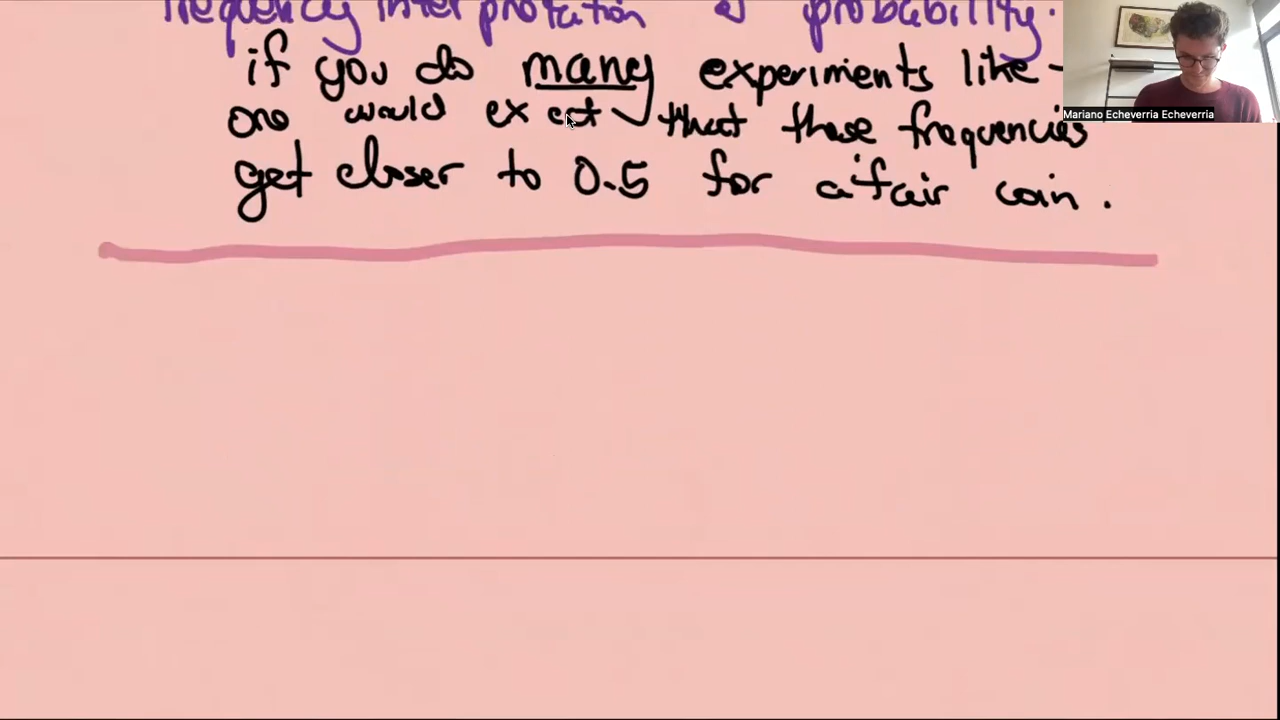 frequency interpretation of probability.
if you do many experiments like
Mariano Echeverria Echeverria
one would expect that these frequencies
get closer to 0.5 for a fair coin.